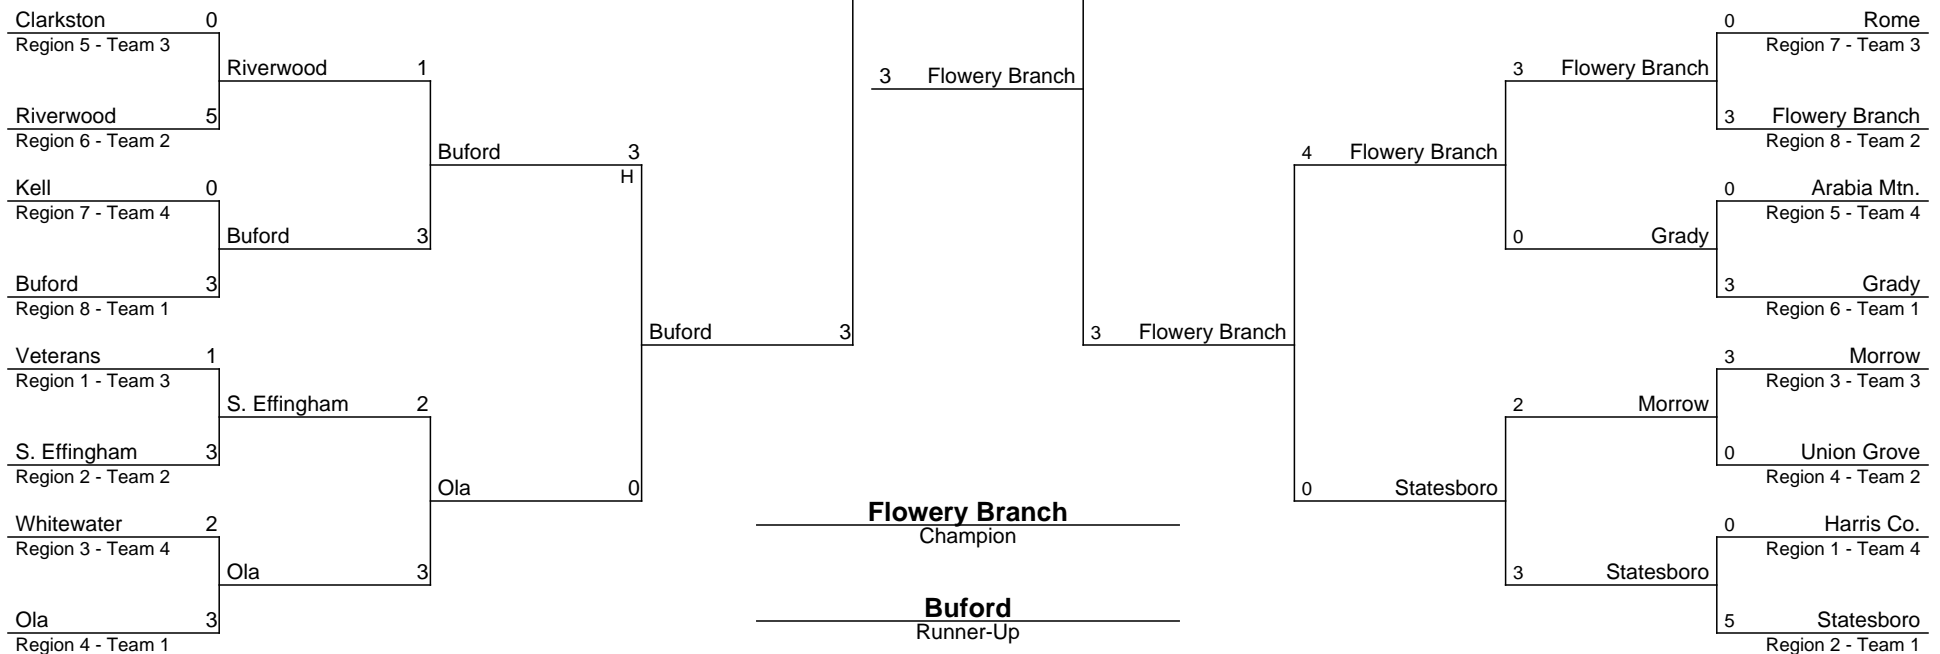 Clarkston 0
Region 5 - Team 3
Riverwood 1
Riverwood 5
Region 6 - Team 2
Buford 3
H
Kell 0
Region 7 - Team 4
Buford 3
Buford 3
Region 8 - Team 1
Buford 3
Veterans 1
Region 1 - Team 3
S. Effingham 2
S. Effingham 3
Region 2 - Team 2
Ola 0
Whitewater 2
Region 3 - Team 4
Ola 3
Ola 3
Region 4 - Team 1
3 Flowery Branch
Flowery Branch
Champion
Buford
Runner-Up
0 Rome
Region 7 - Team 3
3 Flowery Branch
3 Flowery Branch
Region 8 - Team 2
4 Flowery Branch
0 Arabia Mtn.
Region 5 - Team 4
0 Grady
3 Grady
Region 6 - Team 1
3 Flowery Branch
3 Morrow
Region 3 - Team 3
2 Morrow
0 Union Grove
Region 4 - Team 2
0 Statesboro
0 Harris Co.
Region 1 - Team 4
3 Statesboro
5 Statesboro
Region 2 - Team 1